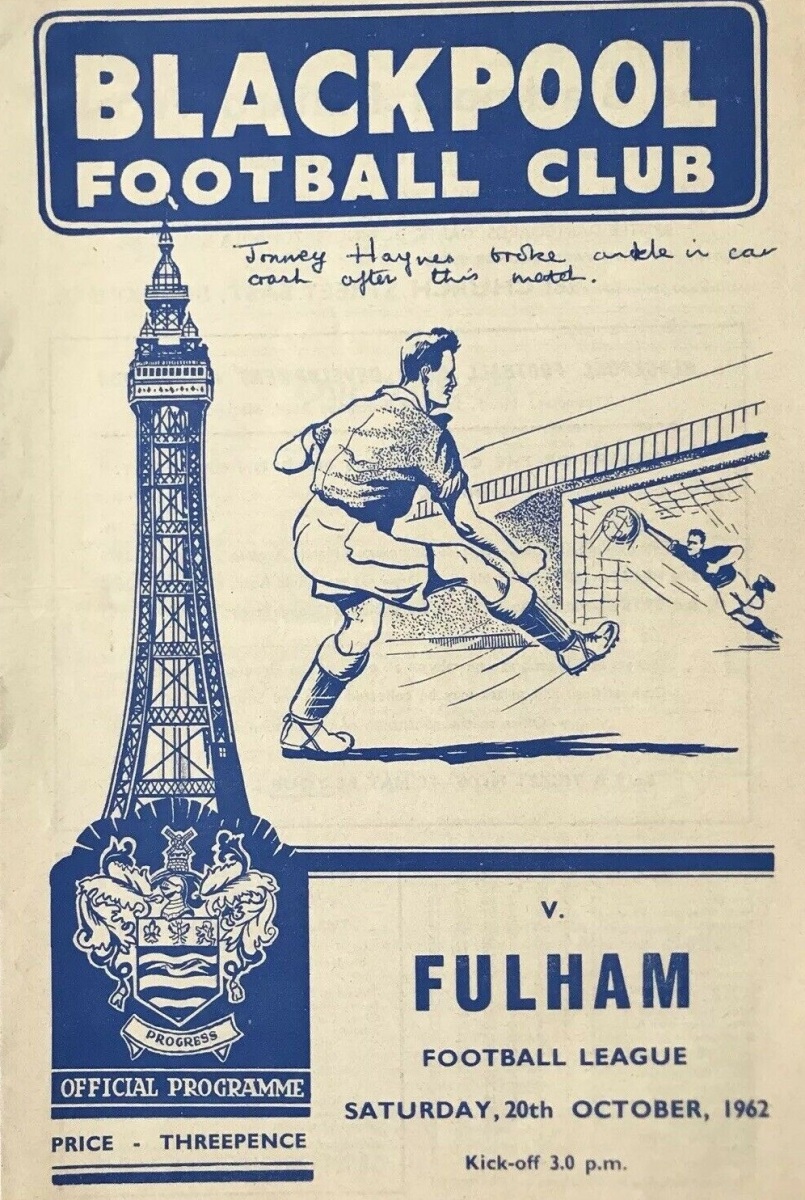 BLACKPOOL
FOOTBALL CLUB
Jonney Haynes broke ankle in car
crash after this match.
PROGRESS
OFFICIAL PROGRAMME
PRICE - THREEPENCE
V.
FULHAM
FOOTBALL LEAGUE
SATURDAY, 20th OCTOBER, 1962
Kick-off 3.0 p.m.